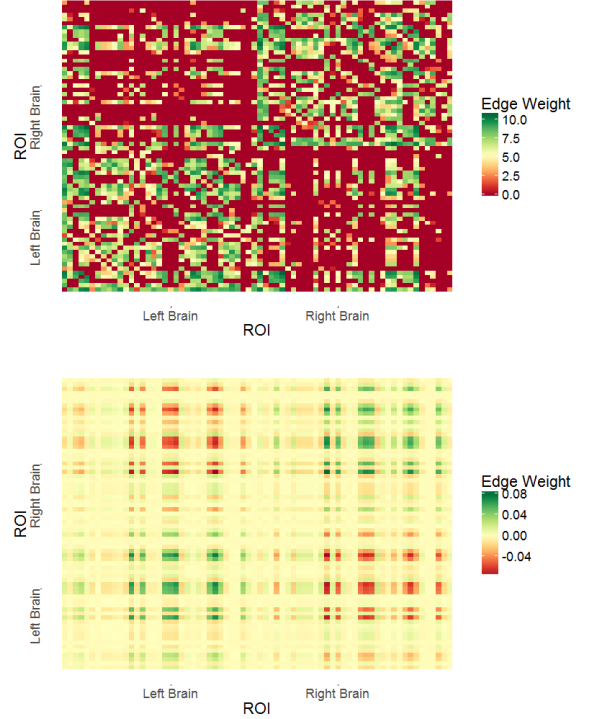 Right Brain
Left Brain
ROI
Left Brain
Right Brain
ROI
Edge Weight
10.0
7.5
5.0
2.5
0.0
Right Brain
Left Brain
ROI
Left Brain
Right Brain
ROI
Edge Weight
0.08
0.04
0.00
-0.04